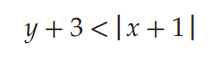 y + 3 < |x + 1|